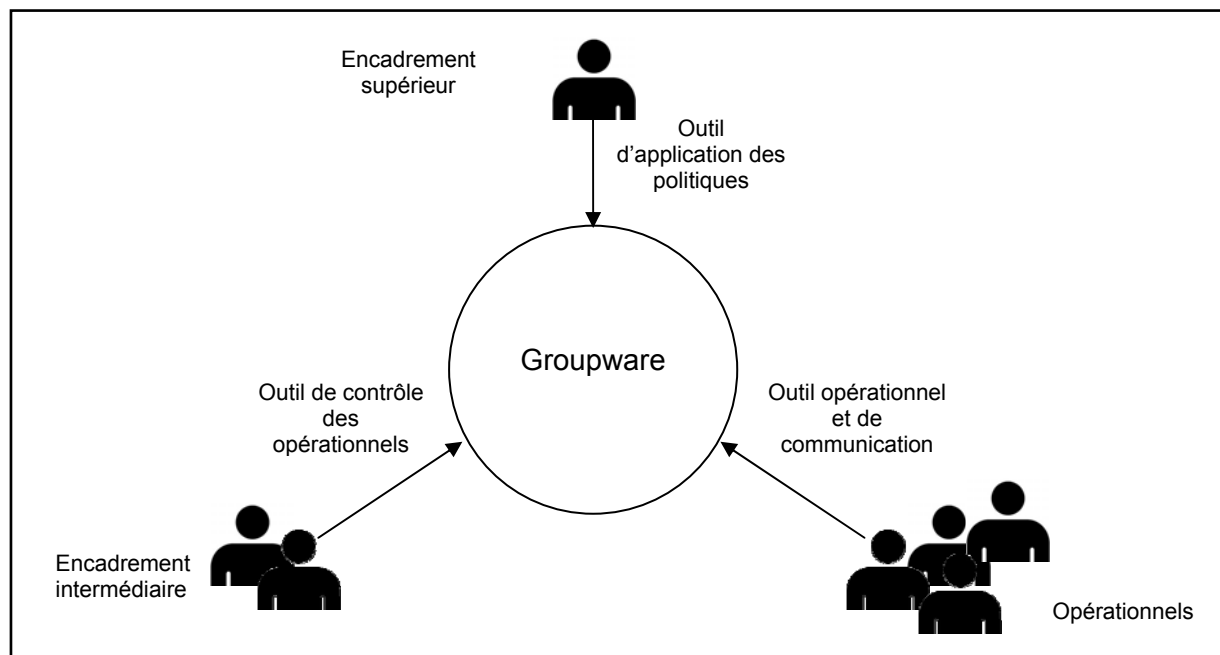 Encadrement
supérieur
Outil
d’application des
politiques
Groupware
Outil de contrôle
des
opérationnels
Outil opérationnel
et de
communication
Encadrement
intermédiaire
Opérationnels